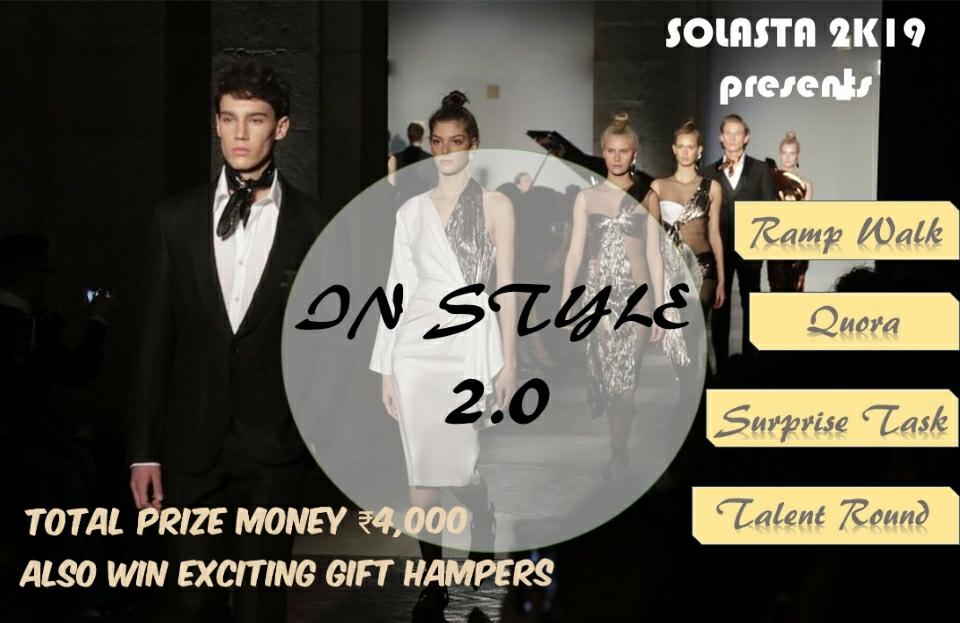 SOLASTA 2K19
presents
IN STYLE
2.0
Ramp Walk
Quora
Surprise Task
Talent Round
TOTAL PRIZE MONEY ₹4,000
ALSO WIN EXCITING GIFT HAMPERS